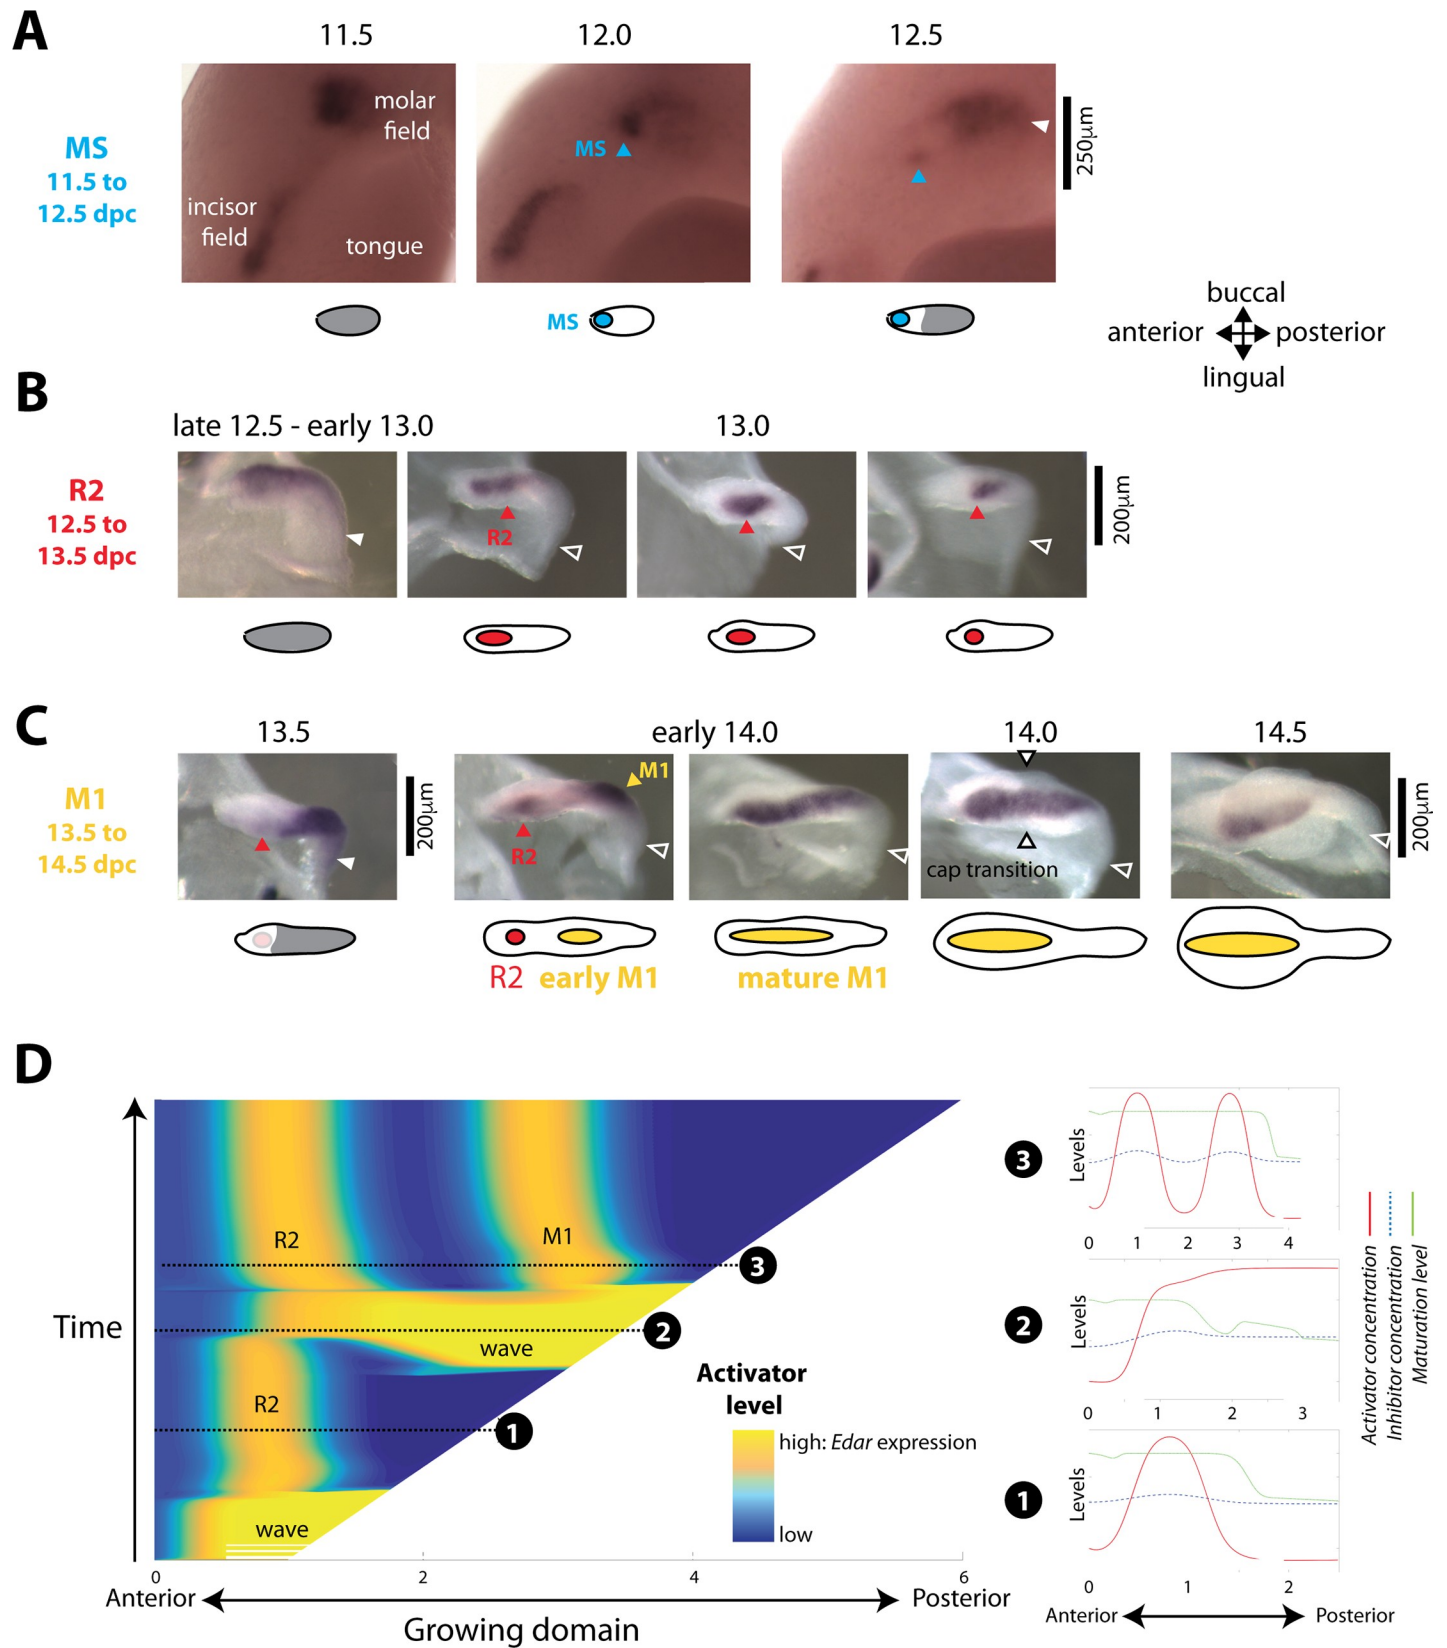 A
11.5
12.0
12.5
MS
11.5 to
12.5 dpc
molar
field
incisor
field
tongue
MS
250µm
MS
buccal
anterior
posterior
lingual
B
late 12.5 - early 13.0
13.0
R2
12.5 to
13.5 dpc
R2
200µm
C
13.5
early 14.0
14.0
14.5
M1
13.5 to
14.5 dpc
200µm
M1
R2
cap transition
200µm
R2
early M1
mature M1
D
Time
R2
M1
3
2
wave
R2
1
wave
Activator
level
high: Edar expression
low
0
2
4
6
Anterior
Posterior
Growing domain
3
Levels
0
1
2
3
4
2
Levels
0
1
2
3
1
Levels
0
1
2
Anterior
Posterior
Activator concentration
Inhibitor concentration
Maturation level